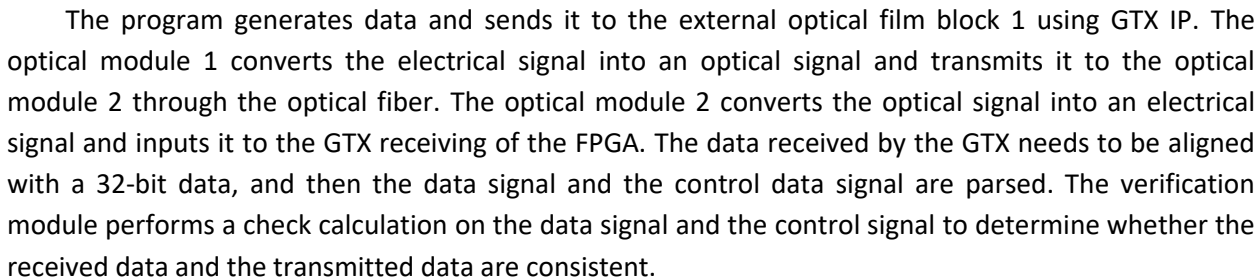 The program generates data and sends it to the external optical film block 1 using GTX IP. The
optical module 1 converts the electrical signal into an optical signal and transmits it to the optical
module 2 through the optical fiber. The optical module 2 converts the optical signal into an electrical
signal and inputs it to the GTX receiving of the FPGA. The data received by the GTX needs to be aligned
with a 32-bit data, and then the data signal and the control data signal are parsed. The verification
module performs a check calculation on the data signal and the control signal to determine whether the
received data and the transmitted data are consistent.